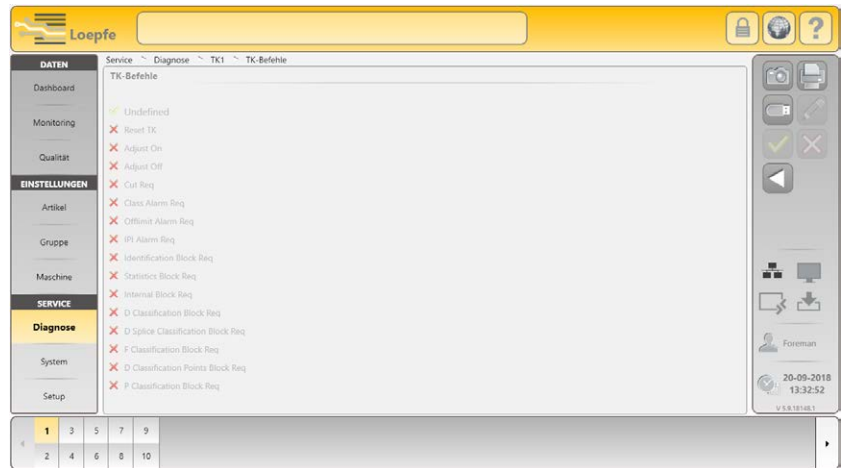 Loepfe
?
DATEN
Dashboard
Monitoring
Qualität
EINSTELLUNGEN
Artikel
Gruppe
Maschine
SERVICE
Diagnose
System
Setup
Service Diagnose TK1 TK-Befehle
TK-Befehle
Undefined
Reset TK
Adjust On
Adjust Off
Cut Req
Class Alarm Req
Offlimit Alarm Req
IPI Alarm Req
Identification Block Req
Statistics Block Req
Internal Block Req
D Classification Block Req
D Splice Classification Block Req
F Classification Block Req
D Classification Points Block Req
P Classification Block Req
Foreman
20-09-2018
13:32:52
V 5.8.18148.1
1 3 5 7 9
2 4 6 8 10